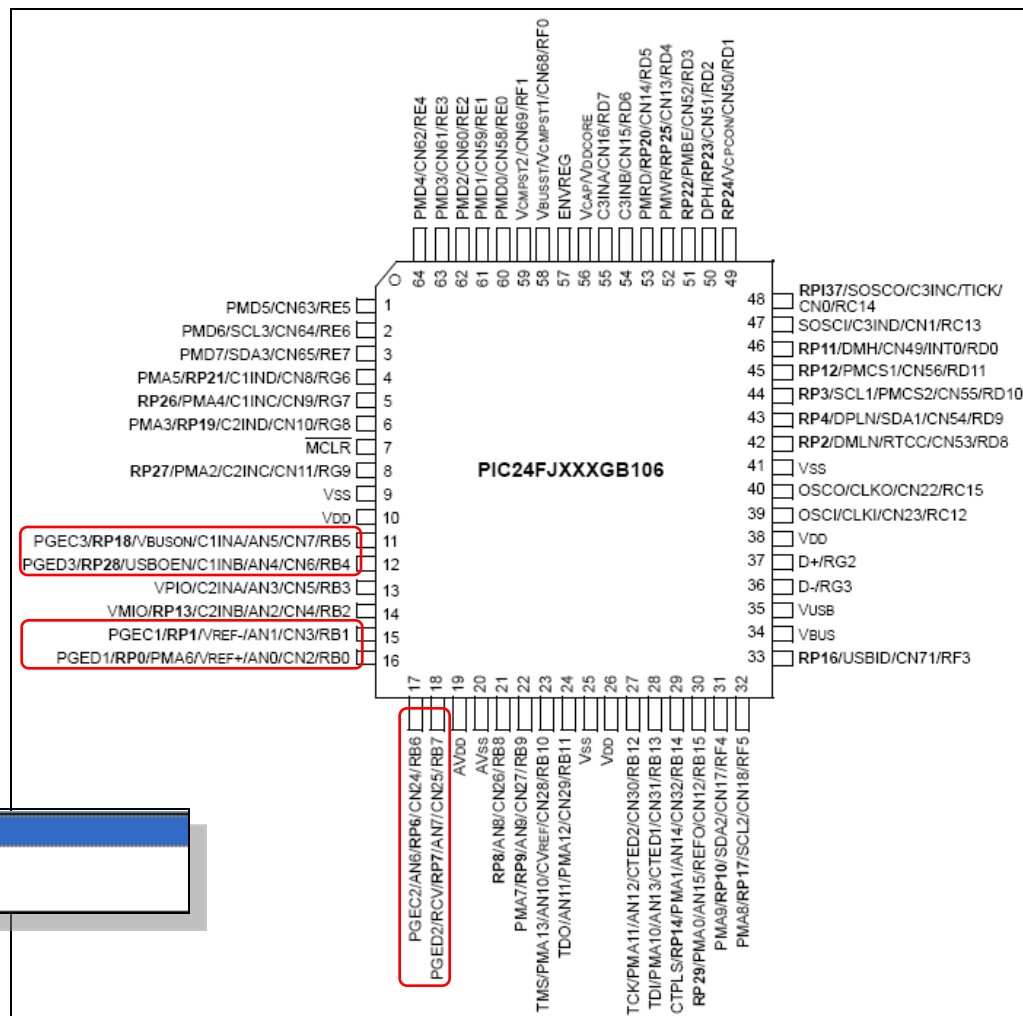 PMD4/CN62/RE4
PMD3/CN61/RE3
PMD2/CN60/RE2
PMD1/CN59/RE1
PMD0/CN58/RE0
VCMPST2/CN69/RF1
VBUSST/VCMPST1/CN68/RF0
ENVREG
VCAP/VDDCORE
C3INA/CN16/RD7
C3INB/CN15/RD6
PMRD/RP20/CN14/RD5
PMWR/RP25/CN13/RD4
RP22/PMBE/CN52/RD3
DPH/RP23/CN51/RD2
RP24/VCPCON/CN50/RD1
64 63 62 61 60 59 58 57 56 55 54 53 52 51 50 49
PMD5/CN63/RE5 1
PMD6/SCL3/CN64/RE6 2
PMD7/SDA3/CN65/RE7 3
PMA5/RP21/C1IND/CN8/RG6 4
RP26/PMA4/C1INC/CN9/RG7 5
PMA3/RP19/C2IND/CN10/RG8 6
MCLR 7
RP27/PMA2/C2INC/CN11/RG9 8
VSS 9
VDD 10
PGEC3/RP18/VBUSON/C1INA/AN5/CN7/RB5 11
PGED3/RP28/USBOEN/C1INB/AN4/CN6/RB4 12
VPIO/C2INA/AN3/CN5/RB3 13
VMIO/RP13/C2INB/AN2/CN4/RB2 14
PGEC1/RP1/VREF-/AN1/CN3/RB1 15
PGED1/RP0/PMA6/VREF+/AN0/CN2/RB0 16
PIC24FJXXXGB106
48 RPI37/SOSCO/C3INC/TICK/
CN0/RC14
47 SOSCI/C3IND/CN1/RC13
46 RP11/DMH/CN49/INT0/RD0
45 RP12/PMCS1/CN56/RD11
44 RP3/SCL1/PMCS2/CN55/RD10
43 RP4/DPLN/SDA1/CN54/RD9
42 RP2/DMLN/RTCC/CN53/RD8
41 VSS
40 OSCO/CLKO/CN22/RC15
39 OSCI/CLKI/CN23/RC12
38 VDD
37 D+/RG2
36 D-/RG3
35 VUSB
34 VBUS
33 RP16/USBID/CN71/RF3
17 18 19 20 21 22 23 24 25 26 27 28 29 30 31 32
PGEC2/AN6/RP6/CN24/RB6
PGED2/RCV/RP7/AN7/CN25/RB7
AVDD
AVSS
RP8/AN8/CN26/RB8
PMA7/RP9/AN9/CN27/RB9
TMS/PMA13/AN10/CVREF/CN28/RB10
TDO/AN11/PMA12/CN29/RB11
VSS
VDD
TCK/PMA11/AN12/CTED2/CN30/RB12
TDI/PMA10/AN13/CTED1/CN31/RB13
CTPLS/RP14/PMA1/AN14/CN32/RB14
RP29/PMA0/AN15/REFO/CN12/RB15
PMA9/RP10/SDA2/CN17/RF4
PMA8/RP17/SCL2/CN18/RF5